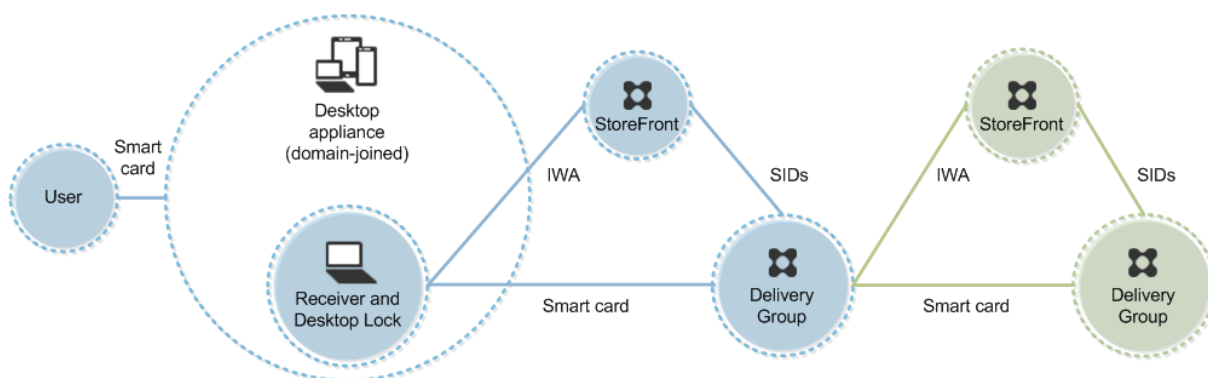 User
Smart
card
Desktop
appliance
(domain-joined)
Receiver and
Desktop Lock
IWA
StoreFront
SIDs
Smart card
Delivery
Group
IWA
StoreFront
SIDs
Smart card
Delivery
Group